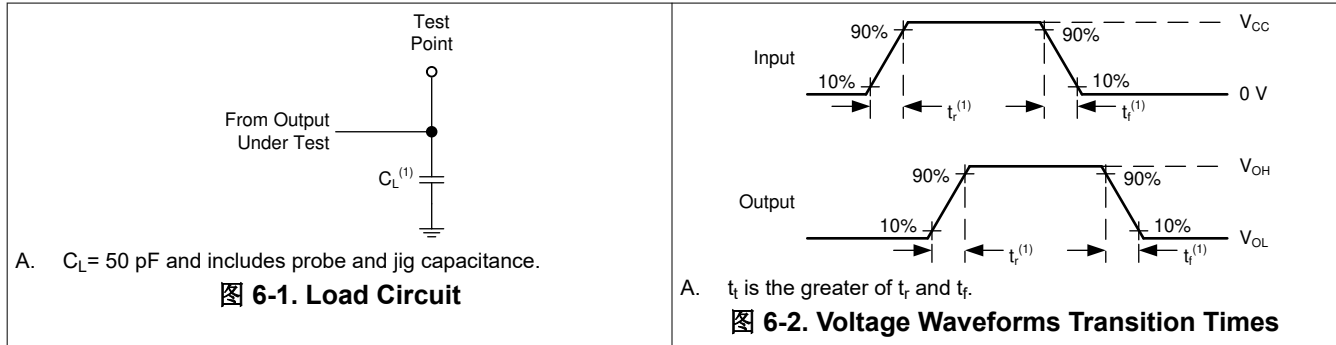 Test
Point
From Output
Under Test
C_L^(1)
A. C_L= 50 pF and includes probe and jig capacitance.
图 6-1. Load Circuit
V_CC
90% 90%
Input
10% 10%
0 V
t_r^(1) t_f^(1)
V_OH
90% 90%
Output
10% 10%
V_OL
t_r^(1) t_f^(1)
A. t_t is the greater of t_r and t_f.
图 6-2. Voltage Waveforms Transition Times